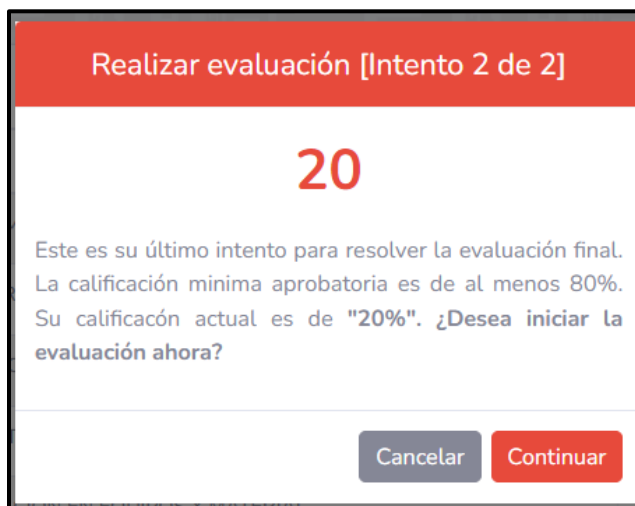 Realizar evaluación [Intento 2 de 2]
20
Este es su último intento para resolver la evaluación final.
La calificación minima aprobatoria es de al menos 80%.
Su calificacón actual es de "20%". ¿Desea iniciar la
evaluación ahora?
Cancelar Continuar